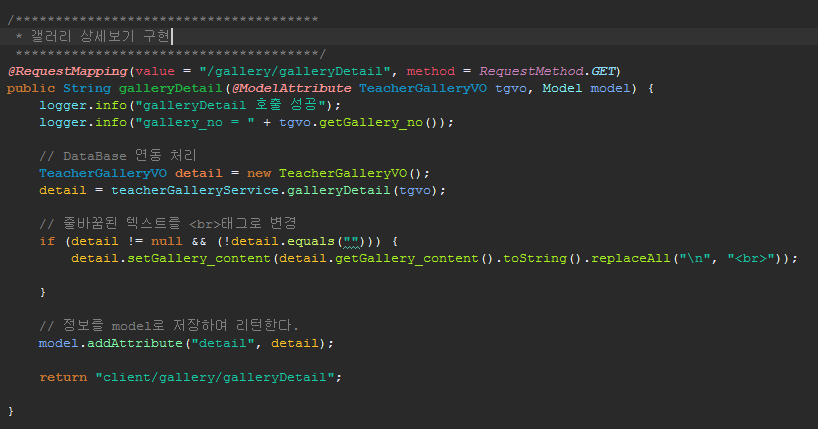 /**************************************
 * 갤러리 상세보기 구현
 **************************************/
@RequestMapping(value = "/gallery/galleryDetail", method = RequestMethod.GET)
public String galleryDetail(@ModelAttribute TeacherGalleryVO tgvo, Model model) {
    logger.info("galleryDetail 호출 성공");
    logger.info("gallery_no = " + tgvo.getGallery_no());

    // DataBase 연동 처리
    TeacherGalleryVO detail = new TeacherGalleryVO();
    detail = teacherGalleryService.galleryDetail(tgvo);

    // 줄바꿈된 텍스트를 <br>태그로 변경
    if (detail != null && (!detail.equals(""))) {
        detail.setGallery_content(detail.getGallery_content().toString().replaceAll("\n", "<br>"));

    }

    // 정보를 model로 저장하여 리턴한다.
    model.addAttribute("detail", detail);

    return "client/gallery/galleryDetail";

}